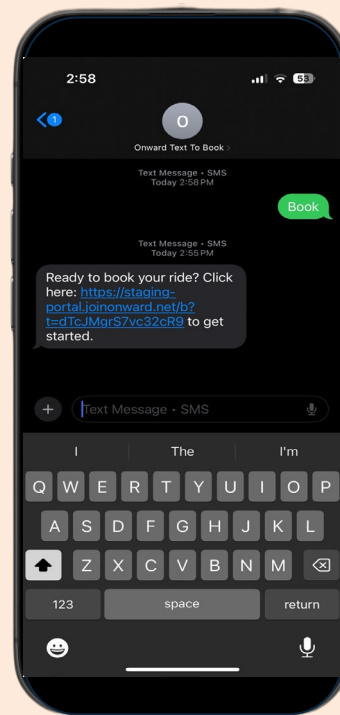 2:58
53
1
O
Onward Text To Book >
Text Message • SMS
Today 2:58 PM
Book
Text Message • SMS
Today 2:55 PM
Ready to book your ride? Click
here: https://staging-
portal.joinonward.net/b?
t=dTcJMgrS7vc32cR9 to get
started.
Text Message • SMS
I The I'm
Q W E R T Y U I O P
A S D F G H J K L
Z X C V B N M
123 space return